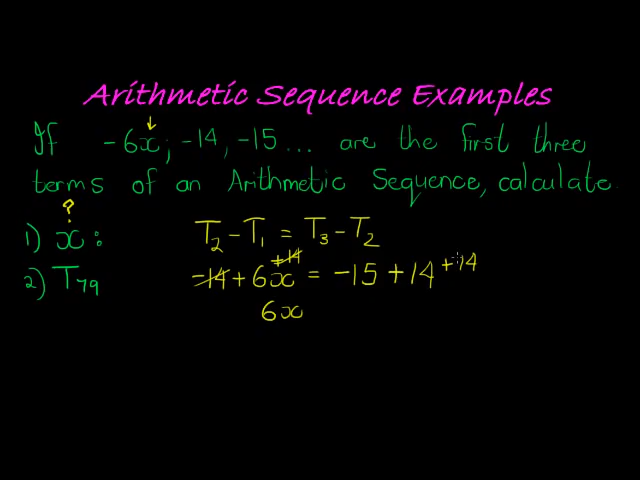 Arithmetic Sequence Examples
If -6x; -14, -15... are the first three
terms of an Arithmetic Sequence, calculate
?
1) x: T₂ - T₁ = T₃ - T₂
+14
2) T₇₉ -14 + 6x = -15 + 14 +14
6x